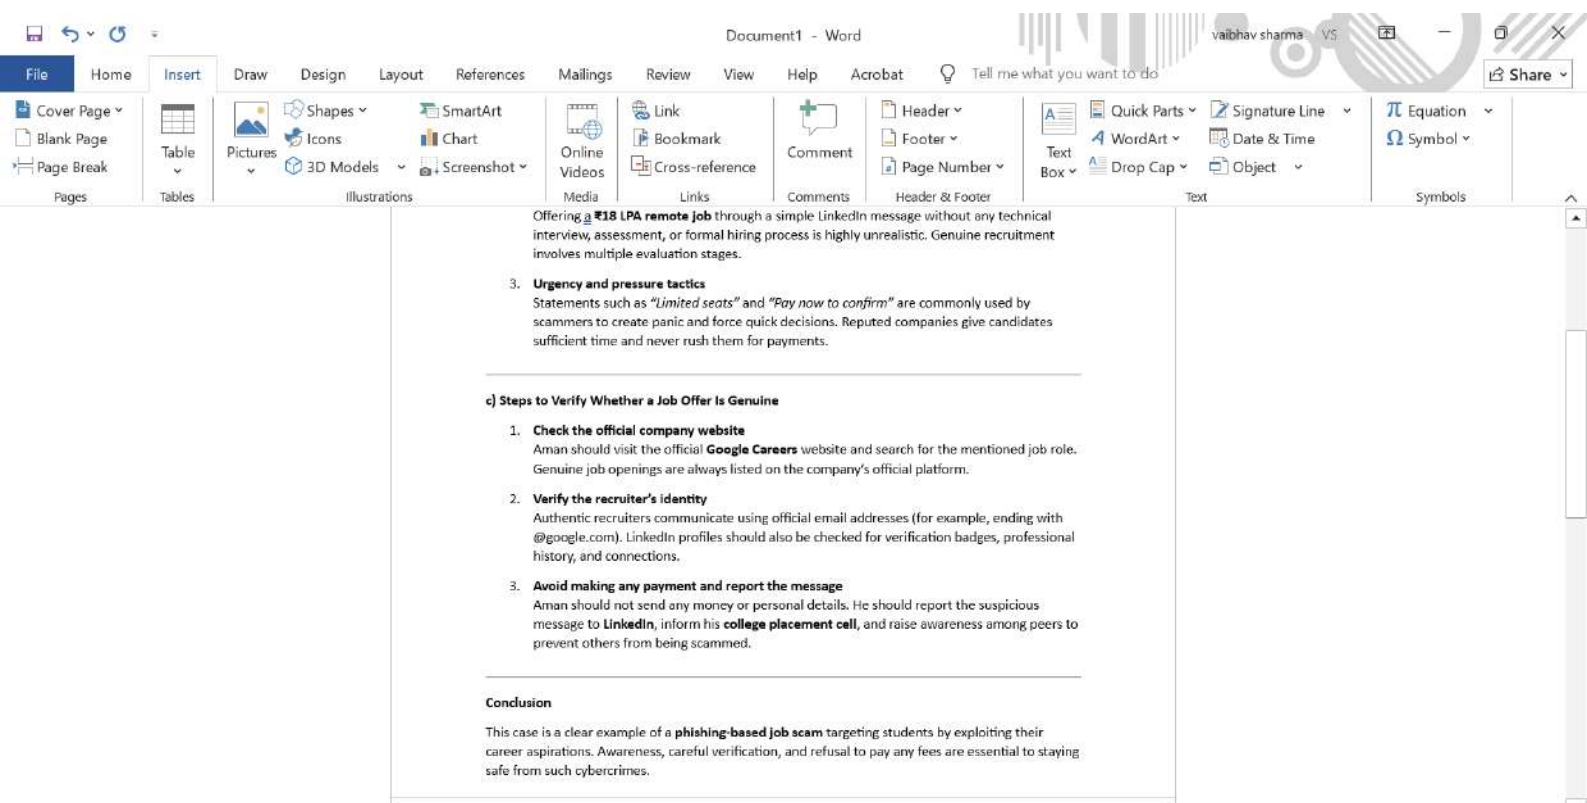 Document1 - Word
vaibhav sharma VS
File Home Insert Draw Design Layout References Mailings Review View Help Acrobat Tell me what you want to do Share
Cover Page
Blank Page
Page Break
Pages
Table
Tables
Pictures
Shapes
Icons
3D Models
SmartArt
Chart
Screenshot
Illustrations
Online
Videos
Media
Link
Bookmark
Cross-reference
Links
Comment
Comments
Header
Footer
Page Number
Header & Footer
Text
Box
Quick Parts
WordArt
Drop Cap
Signature Line
Date & Time
Object
Text
π Equation
Ω Symbol
Symbols
Offering a ₹18 LPA remote job through a simple LinkedIn message without any technical
interview, assessment, or formal hiring process is highly unrealistic. Genuine recruitment
involves multiple evaluation stages.
3. Urgency and pressure tactics
Statements such as “Limited seats” and “Pay now to confirm” are commonly used by
scammers to create panic and force quick decisions. Reputed companies give candidates
sufficient time and never rush them for payments.
c) Steps to Verify Whether a Job Offer Is Genuine
1. Check the official company website
Aman should visit the official Google Careers website and search for the mentioned job role.
Genuine job openings are always listed on the company’s official platform.
2. Verify the recruiter’s identity
Authentic recruiters communicate using official email addresses (for example, ending with
@google.com). LinkedIn profiles should also be checked for verification badges, professional
history, and connections.
3. Avoid making any payment and report the message
Aman should not send any money or personal details. He should report the suspicious
message to LinkedIn, inform his college placement cell, and raise awareness among peers to
prevent others from being scammed.
Conclusion
This case is a clear example of a phishing-based job scam targeting students by exploiting their
career aspirations. Awareness, careful verification, and refusal to pay any fees are essential to staying
safe from such cybercrimes.